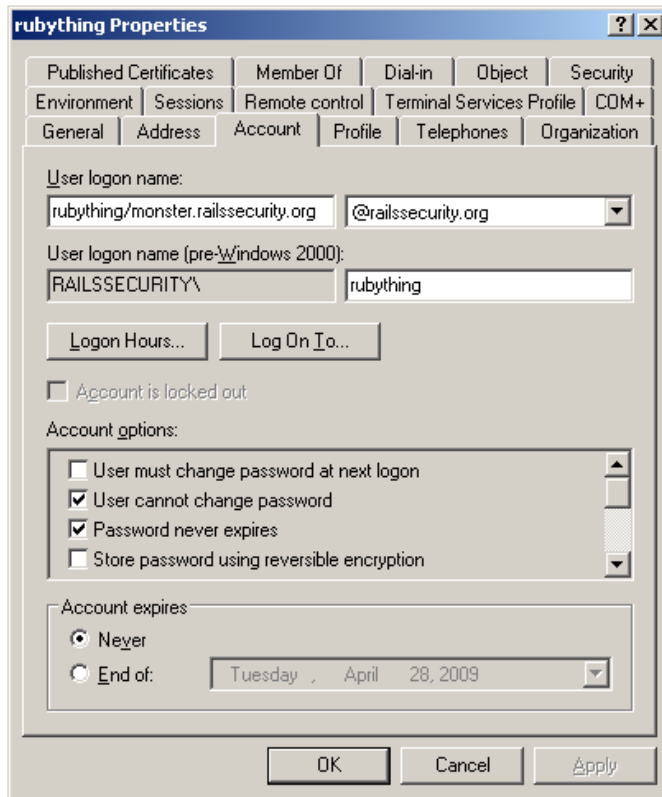 rubything Properties
Published Certificates Member Of Dial-in Object Security
Environment Sessions Remote control Terminal Services Profile COM+
General Address Account Profile Telephones Organization
User logon name:
rubything/monster.railssecurity.org @railssecurity.org
User logon name (pre-Windows 2000):
RAILSSECURITY\ rubything
Logon Hours... Log On To...
Account is locked out
Account options:
User must change password at next logon
User cannot change password
Password never expires
Store password using reversible encryption
Account expires
Never
End of: Tuesday , April 28, 2009
OK Cancel Apply